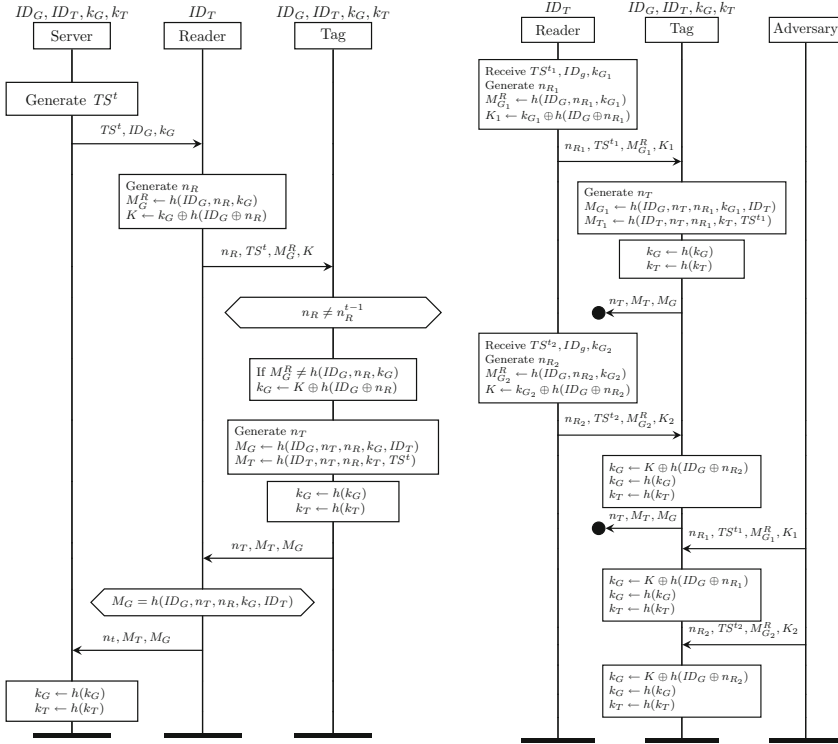 ID_G, ID_T, k_G, k_T
Server
ID_T
Reader
ID_G, ID_T, k_G, k_T
Tag
Generate TS^t
TS^t, ID_G, k_G
Generate n_R
M_G^R ← h(ID_G, n_R, k_G)
K ← k_G ⊕ h(ID_G ⊕ n_R)
n_R, TS^t, M_G^R, K
n_R ≠ n_R^{t−1}
If M_G^R ≠ h(ID_G, n_R, k_G)
k_G ← K ⊕ h(ID_G ⊕ n_R)
Generate n_T
M_G ← h(ID_G, n_T, n_R, k_G, ID_T)
M_T ← h(ID_T, n_T, n_R, k_T, TS^t)
k_G ← h(k_G)
k_T ← h(k_T)
n_T, M_T, M_G
M_G = h(ID_G, n_T, n_R, k_G, ID_T)
n_t, M_T, M_G
k_G ← h(k_G)
k_T ← h(k_T)
ID_T
Reader
ID_G, ID_T, k_G, k_T
Tag
Adversary
Receive TS^{t_1}, ID_g, k_{G_1}
Generate n_{R_1}
M_{G_1}^R ← h(ID_G, n_{R_1}, k_{G_1})
K_1 ← k_{G_1} ⊕ h(ID_G ⊕ n_{R_1})
n_{R_1}, TS^{t_1}, M_{G_1}^R, K_1
Generate n_T
M_{G_1} ← h(ID_G, n_T, n_{R_1}, k_{G_1}, ID_T)
M_{T_1} ← h(ID_T, n_T, n_{R_1}, k_T, TS^{t_1})
k_G ← h(k_G)
k_T ← h(k_T)
n_T, M_T, M_G
Receive TS^{t_2}, ID_g, k_{G_2}
Generate n_{R_2}
M_{G_2}^R ← h(ID_G, n_{R_2}, k_{G_2})
K ← k_{G_2} ⊕ h(ID_G ⊕ n_{R_2})
n_{R_2}, TS^{t_2}, M_{G_2}^R, K_2
k_G ← K ⊕ h(ID_G ⊕ n_{R_2})
k_G ← h(k_G)
k_T ← h(k_T)
n_T, M_T, M_G
n_{R_1}, TS^{t_1}, M_{G_1}^R, K_1
k_G ← K ⊕ h(ID_G ⊕ n_{R_1})
k_G ← h(k_G)
k_T ← h(k_T)
n_{R_2}, TS^{t_2}, M_{G_2}^R, K_2
k_G ← K ⊕ h(ID_G ⊕ n_{R_2})
k_G ← h(k_G)
k_T ← h(k_T)